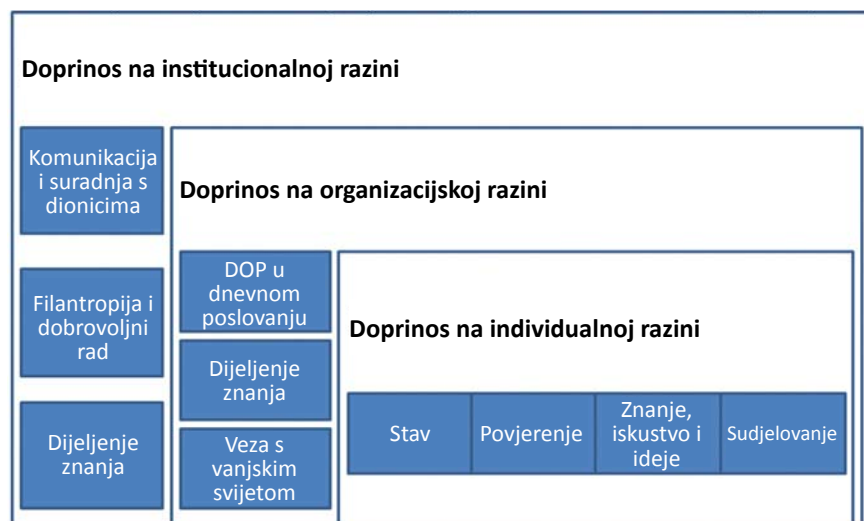 Doprinos na institucionalnoj razini
Komunikacija
i suradnja s
dionicima
Filantropija i
dobrovoljni
rad
Dijeljenje
znanja
Doprinos na organizacijskoj razini
DOP u
dnevnom
poslovanju
Dijeljenje
znanja
Veza s
vanjskim
svijetom
Doprinos na individualnoj razini
Stav
Povjerenje
Znanje,
iskustvo i
ideje
Sudjelovanje